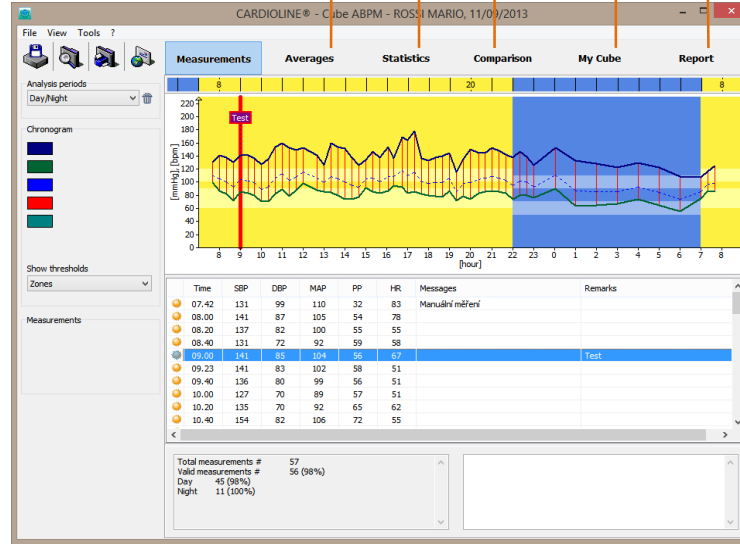 CARDIOLINE® - Cube ABPM - ROSSI MARIO, 11/09/2013
File View Tools ?
Measurements Averages Statistics Comparison My Cube Report
Analysis periods
Day/Night
Chronogram
Show thresholds
Zones
Measurements
8 20 8
Test
[mmHg], [bpm]
220
200
180
160
140
120
100
80
60
40
20
0
8 9 10 11 12 13 14 15 16 17 18 19 20 21 22 23 0 1 2 3 4 5 6 7 8
[hour]
Time SBP DBP MAP PP HR Messages Remarks
07.42 131 99 110 32 83 Manuální měření
08.00 141 87 105 54 78
08.20 137 82 100 55 55
08.40 131 72 92 59 58
09.00 141 85 104 56 67 Test
09.23 141 83 102 58 51
09.40 136 80 99 56 51
10.00 127 70 89 57 51
10.20 135 70 92 65 62
10.40 154 82 106 72 55
Total measurements # 57
Valid measurements # 56 (98%)
Day 45 (98%)
Night 11 (100%)